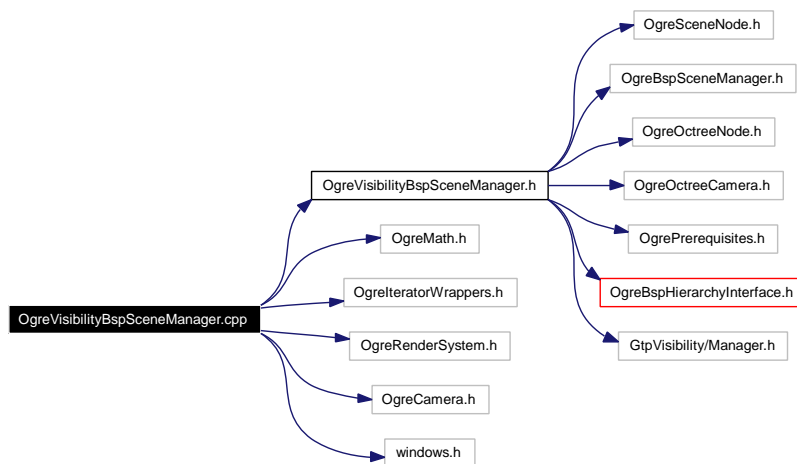 OgreSceneNode.h
OgreBspSceneManager.h
OgreOctreeNode.h
OgreVisibilityBspSceneManager.h
OgreOctreeCamera.h
OgreMath.h
OgrePrerequisites.h
OgreIteratorWrappers.h
OgreBspHierarchyInterface.h
OgreVisibilityBspSceneManager.cpp
OgreRenderSystem.h
GtpVisibility/Manager.h
OgreCamera.h
windows.h